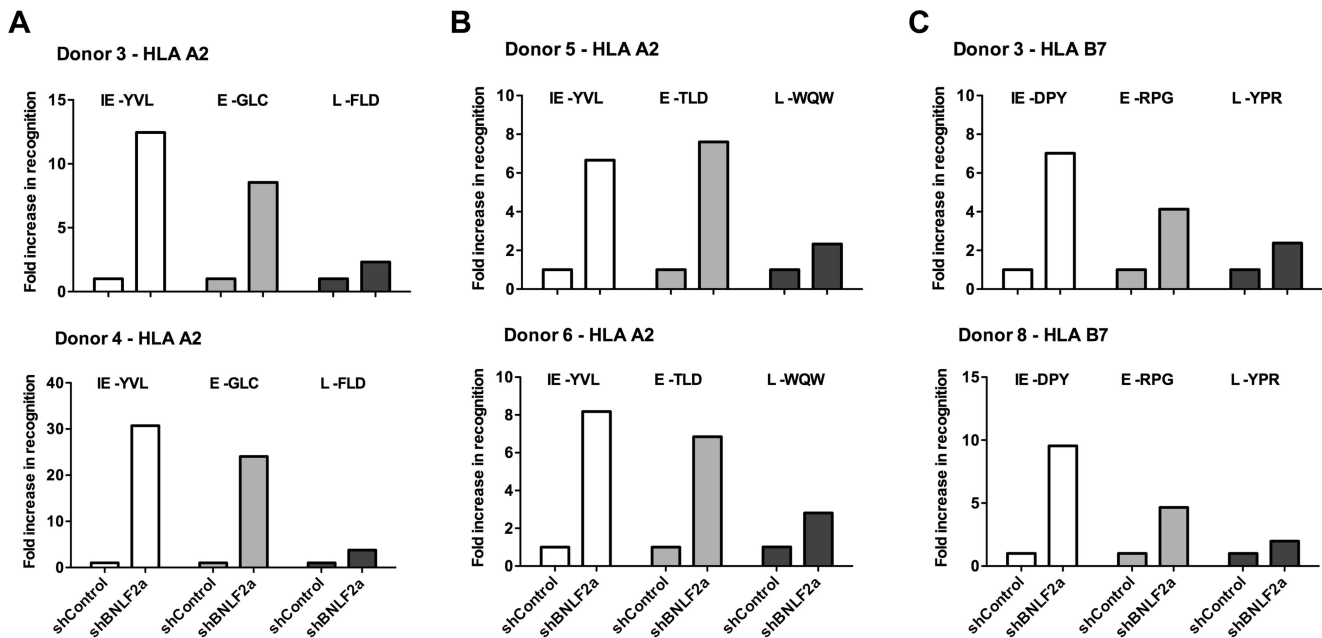 A
Donor 3 - HLA A2
IE -YVL E -GLC L -FLD
Fold increase in recognition
15
10
5
0
Donor 4 - HLA A2
IE -YVL E -GLC L -FLD
Fold increase in recognition
40
30
20
10
0
shControl shBNLF2a shControl shBNLF2a shControl shBNLF2a
B
Donor 5 - HLA A2
IE -YVL E -TLD L -WQW
Fold increase in recognition
10
8
6
4
2
0
Donor 6 - HLA A2
IE -YVL E -TLD L -WQW
Fold increase in recognition
10
8
6
4
2
0
shControl shBNLF2a shControl shBNLF2a shControl shBNLF2a
C
Donor 3 - HLA B7
IE -DPY E -RPG L -YPR
Fold increase in recognition
10
8
6
4
2
0
Donor 8 - HLA B7
IE -DPY E -RPG L -YPR
Fold increase in recognition
15
10
5
0
shControl shBNLF2a shControl shBNLF2a shControl shBNLF2a